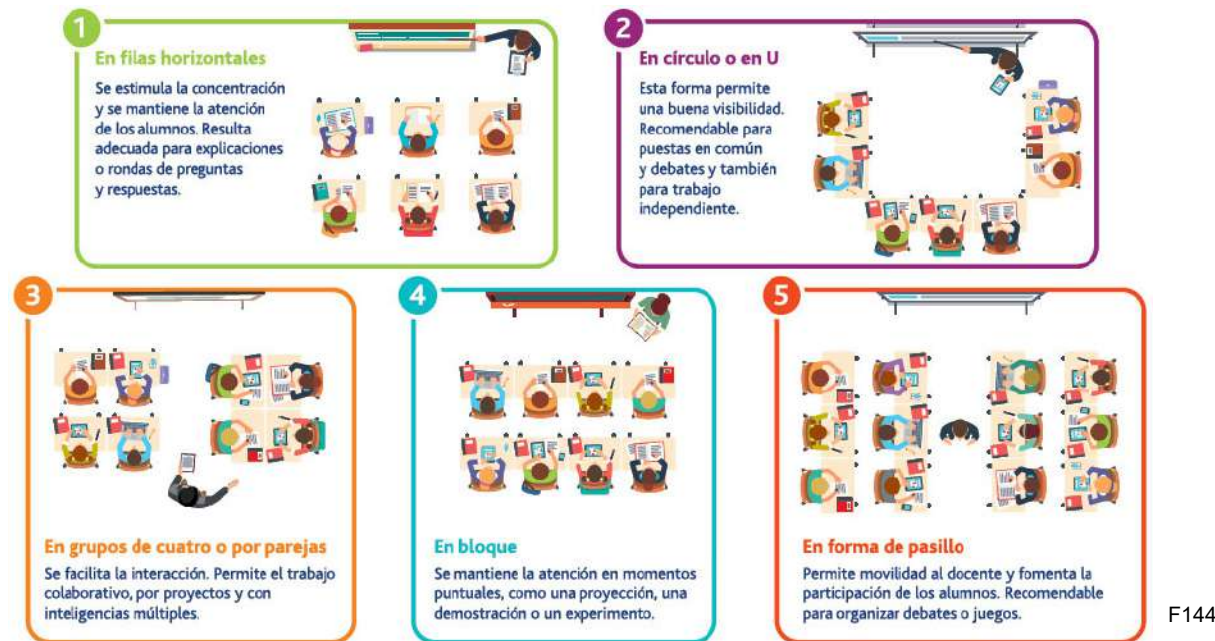 1
En filas horizontales
Se estimula la concentración
y se mantiene la atención
de los alumnos. Resulta
adecuada para explicaciones
o rondas de preguntas
y respuestas.
2
En círculo o en U
Esta forma permite
una buena visibilidad.
Recomendable para
puestas en común
y debates y también
para trabajo
independiente.
3
En grupos de cuatro o por parejas
Se facilita la interacción. Permite el trabajo
colaborativo, por proyectos y con
inteligencias múltiples.
4
En bloque
Se mantiene la atención en momentos
puntuales, como una proyección, una
demostración o un experimento.
5
En forma de pasillo
Permite movilidad al docente y fomenta la
participación de los alumnos. Recomendable
para organizar debates o juegos.
F144